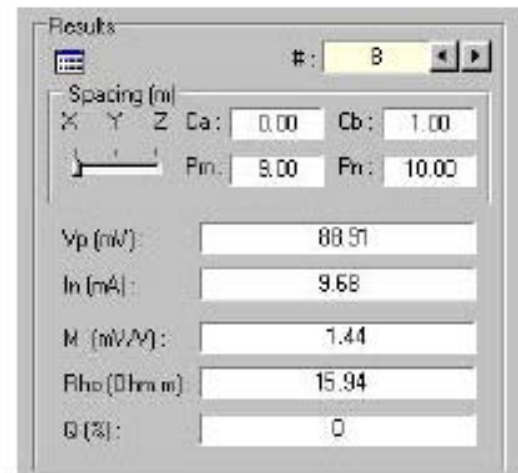 Results
#: 8
Spacing (m)
X Y Z Ca: 0.00 Cb: 1.00
Pm: 9.00 Pn: 10.00
Vp (mV): 88.91
In (mA): 9.68
M (mV/V): 1.44
Rho (Ohm.m): 15.94
Q (%): 0